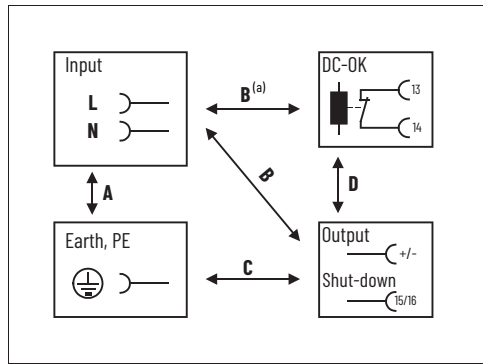 Input
L
N
B(a)
DC-OK
13
14
A
B
D
Earth, PE
C
Output
+/-
Shut-down
15/16